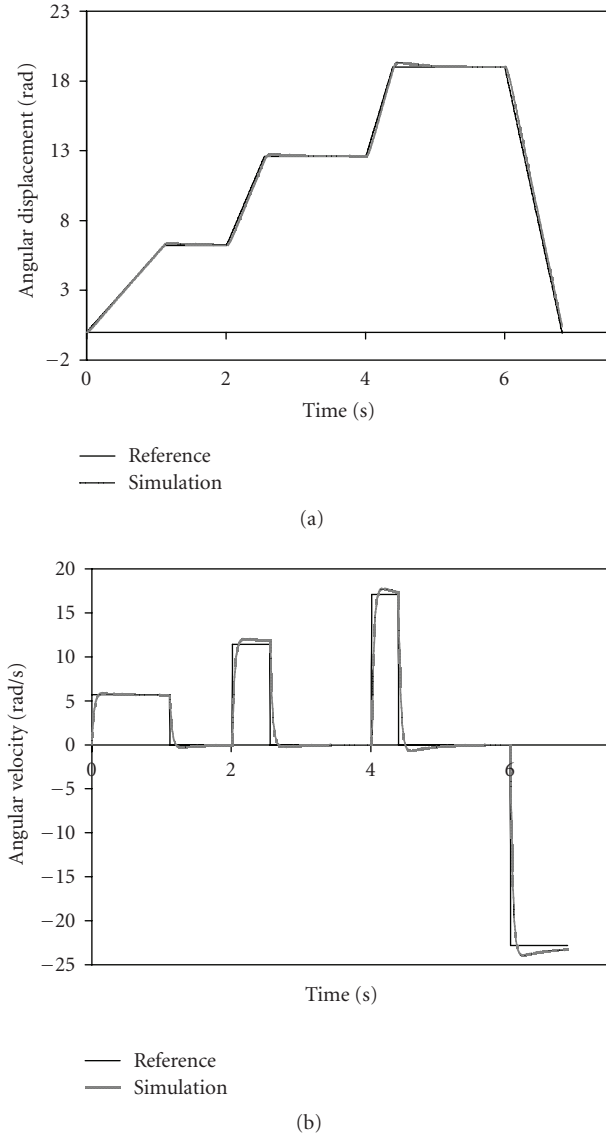 23
18
13
8
3
−2
Angular displacement (rad)
0 2 4 6
Time (s)
Reference
Simulation
(a)
20
15
10
5
0
−5
−10
−15
−20
−25
Angular velocity (rad/s)
0 2 4 6
Time (s)
Reference
Simulation
(b)